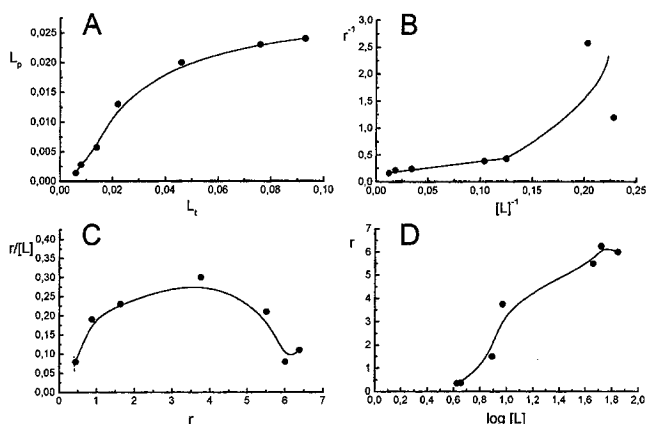 A
L_p
0,025
0,020
0,015
0,010
0,005
0,000
0,00 0,02 0,04 0,06 0,08 0,10
L_t
B
r⁻¹
3,0
2,5
2,0
1,5
1,0
0,5
0,0
0,00 0,05 0,10 0,15 0,20 0,25
[L]⁻¹
C
r/[L]
0,40
0,35
0,30
0,25
0,20
0,15
0,10
0,05
0,00
0 1 2 3 4 5 6 7
r
D
r
7
6
5
4
3
2
1
0
0,0 0,2 0,4 0,6 0,8 1,0 1,2 1,4 1,6 1,8 2,0
log [L]